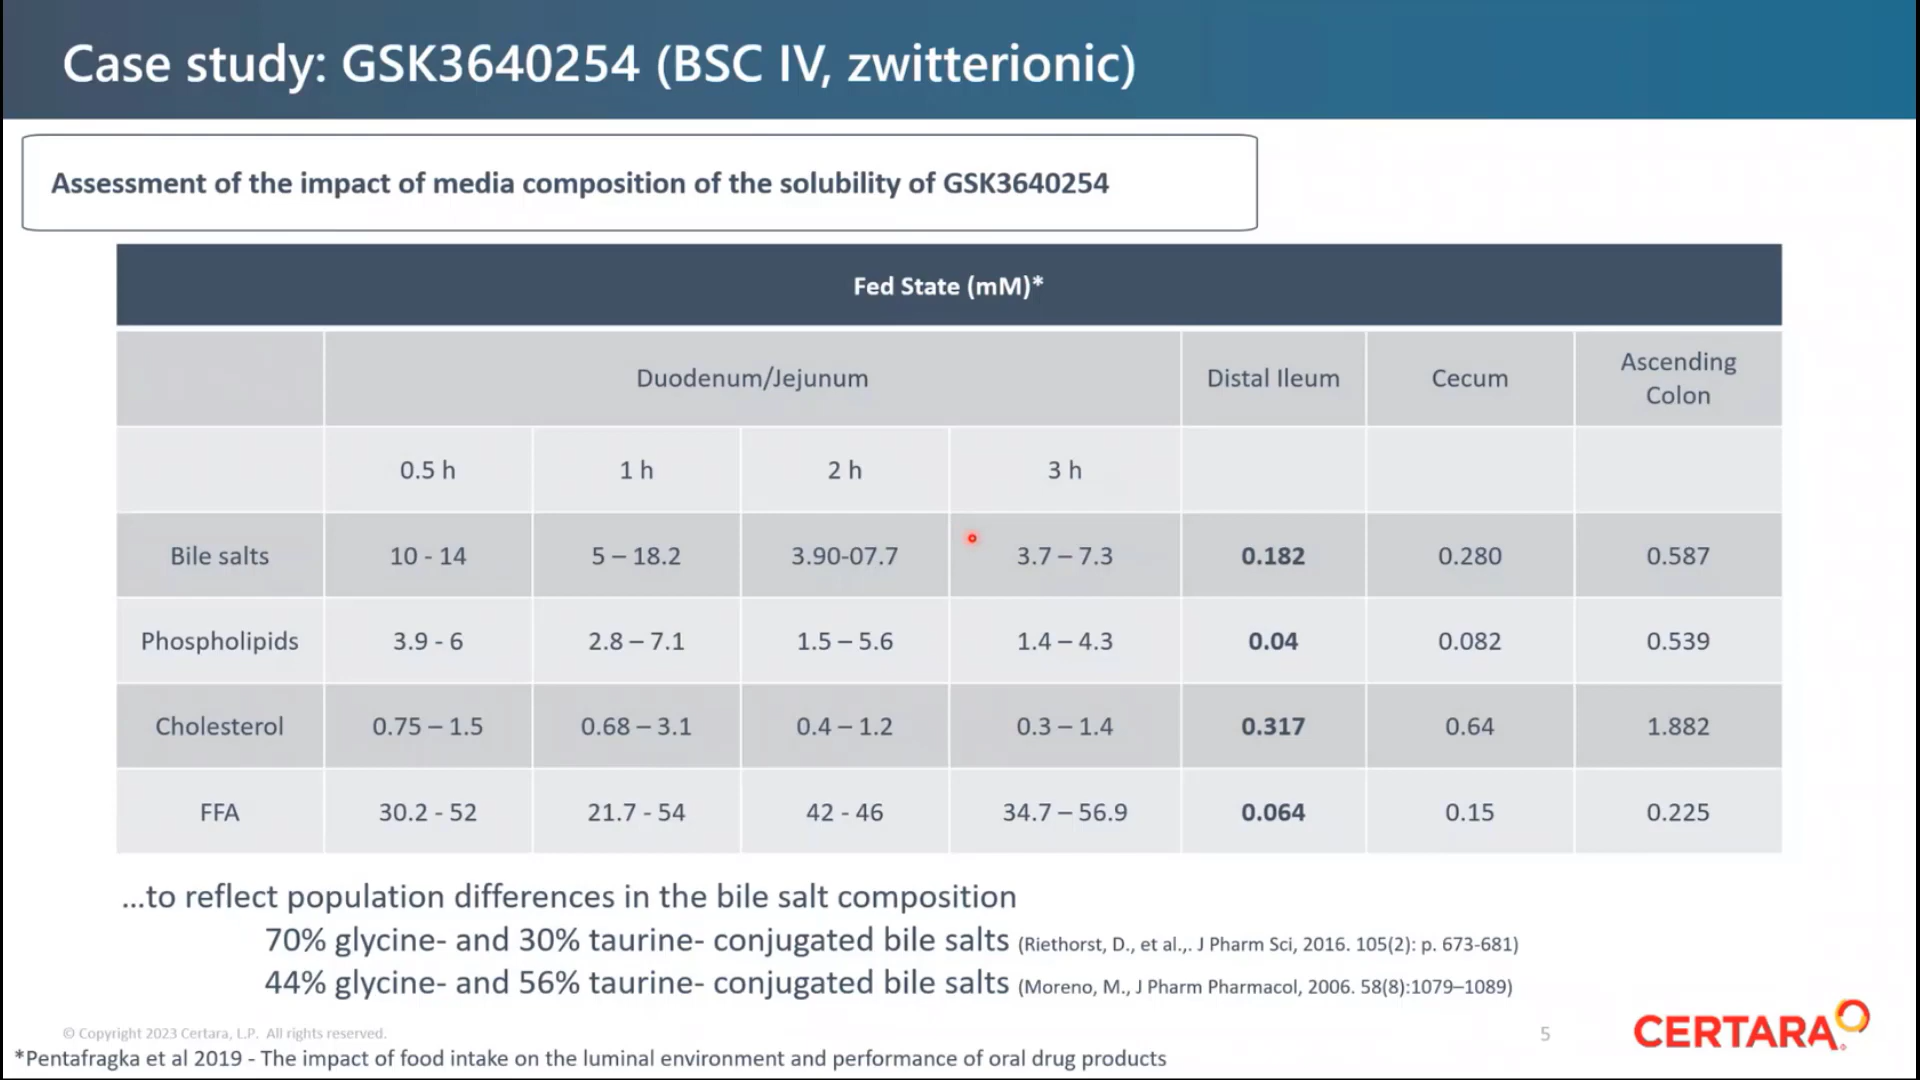 Case study: GSK3640254 (BSC IV, zwitterionic)
Assessment of the impact of media composition of the solubility of GSK3640254
Fed State (mM)*
Duodenum/Jejunum Distal Ileum Cecum Ascending Colon
0.5 h 1 h 2 h 3 h
Bile salts 10 - 14 5 – 18.2 3.90-07.7 3.7 – 7.3 0.182 0.280 0.587
Phospholipids 3.9 - 6 2.8 – 7.1 1.5 – 5.6 1.4 – 4.3 0.04 0.082 0.539
Cholesterol 0.75 – 1.5 0.68 – 3.1 0.4 – 1.2 0.3 – 1.4 0.317 0.64 1.882
FFA 30.2 - 52 21.7 - 54 42 - 46 34.7 – 56.9 0.064 0.15 0.225
...to reflect population differences in the bile salt composition
70% glycine- and 30% taurine- conjugated bile salts (Riethorst, D., et al.,. J Pharm Sci, 2016. 105(2): p. 673-681)
44% glycine- and 56% taurine- conjugated bile salts (Moreno, M., J Pharm Pharmacol, 2006. 58(8):1079–1089)
© Copyright 2023 Certara, L.P. All rights reserved.
5
CERTARA
*Pentafragka et al 2019 - The impact of food intake on the luminal environment and performance of oral drug products